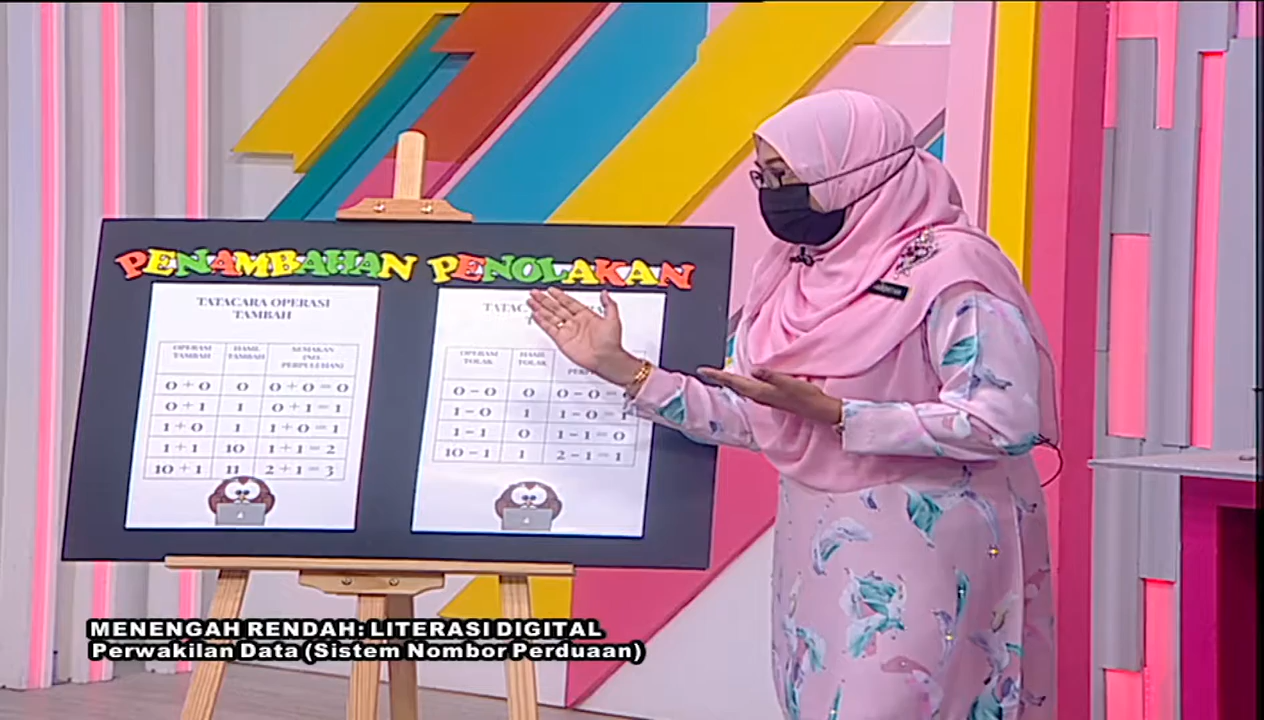 PENAMBAHAN PENOLAKAN
TATACARA OPERASI
TAMBAH
OPERASI TAMBAH HASIL TAMBAH SEMAKAN (NO. PERPULUHAN)
0 + 0 0 0 + 0 = 0
0 + 1 1 0 + 1 = 1
1 + 0 1 1 + 0 = 1
1 + 1 10 1 + 1 = 2
10 + 1 11 2 + 1 = 3
OPERASI TOLAK HASIL TOLAK
0 - 0 0 0 - 0 = 0
1 - 0 1 1 - 0 = 1
1 - 1 0 1 - 1 = 0
10 - 1 1 2 - 1 = 1
MENENGAH RENDAH: LITERASI DIGITAL
Perwakilan Data (Sistem Nombor Perduaan)